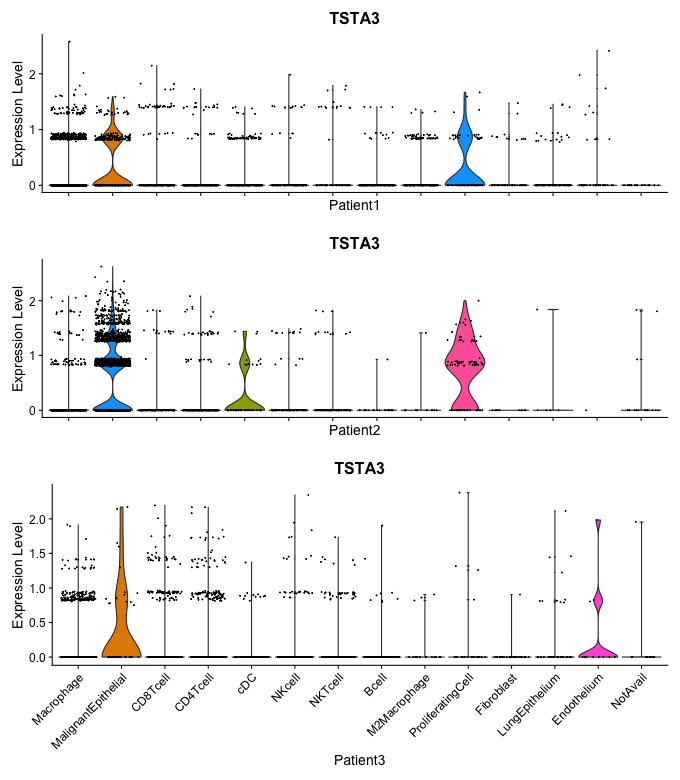 TSTA3
Expression Level
2
1
0
Patient1
TSTA3
Expression Level
2
1
0
Patient2
TSTA3
Expression Level
2.0
1.5
1.0
0.5
0.0
Macrophage
MalignantEpithelial
CD8Tcell
CD4Tcell
cDC
NKcell
NKTcell
Bcell
M2Macrophage
ProliferatingCell
Fibroblast
LungEpithelium
Endothelium
NotAvail
Patient3